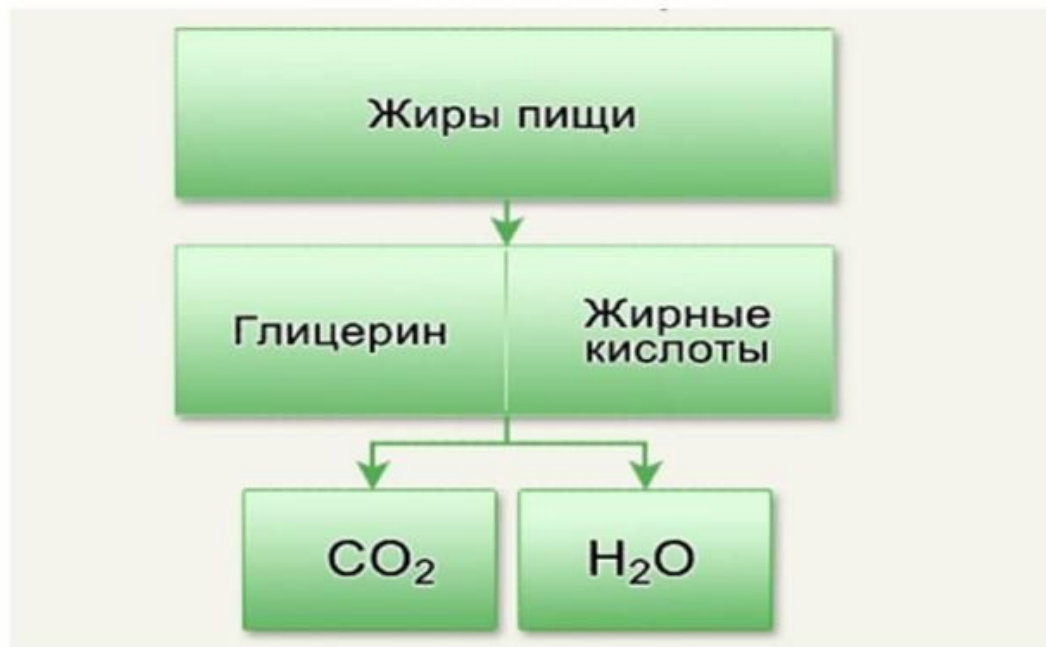 Жиры пищи
Глицерин
Жирные
кислоты
CO₂
H₂O